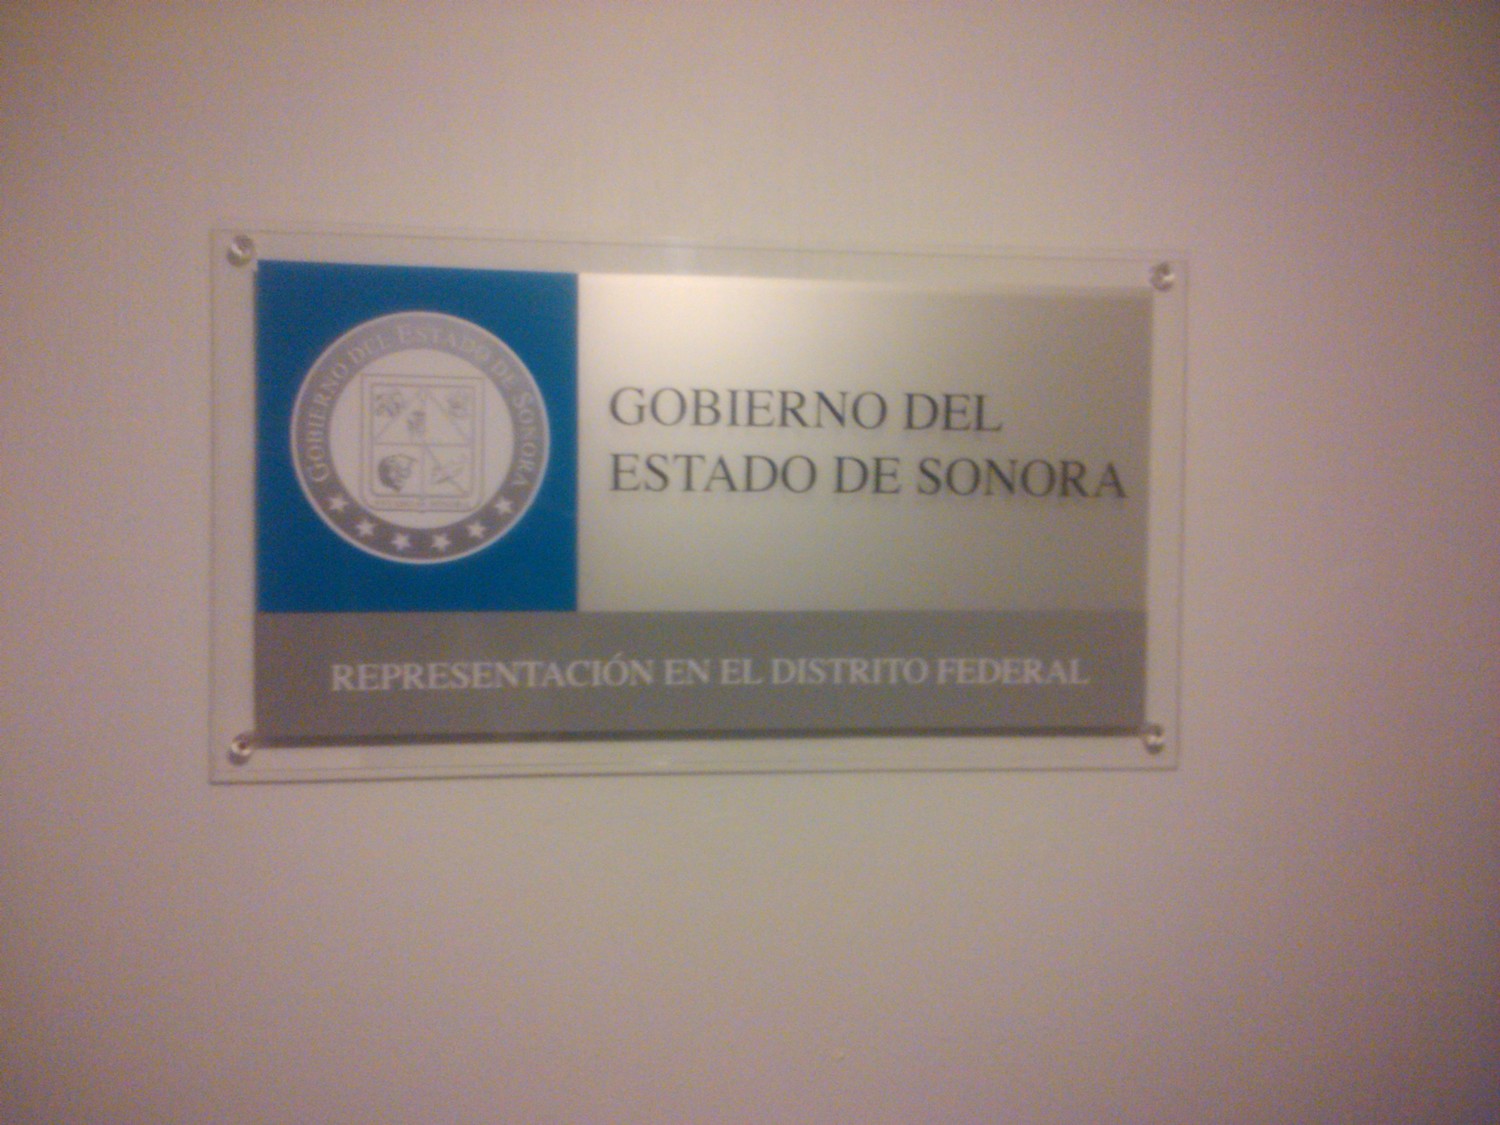 GOBIERNO DEL ESTADO DE SONORA
GOBIERNO DEL
ESTADO DE SONORA
REPRESENTACIÓN EN EL DISTRITO FEDERAL